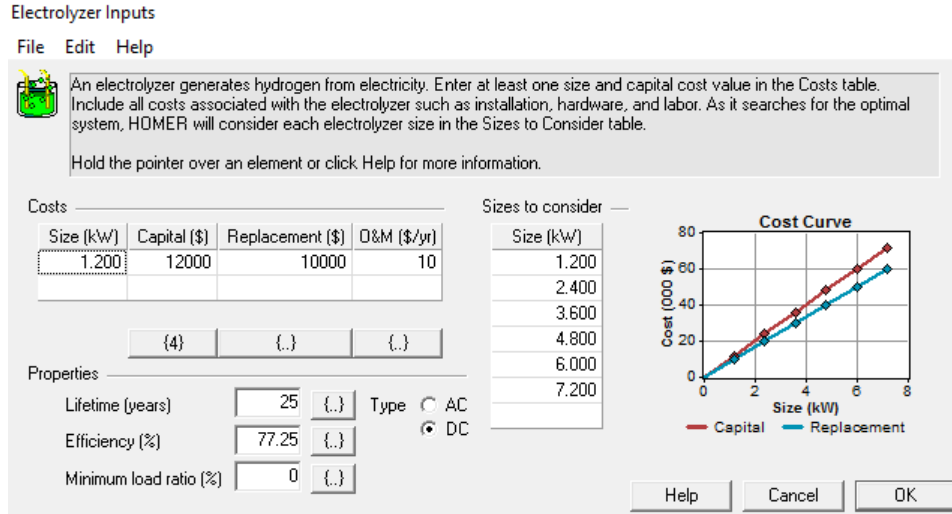 Electrolyzer Inputs
File Edit Help
An electrolyzer generates hydrogen from electricity. Enter at least one size and capital cost value in the Costs table.
Include all costs associated with the electrolyzer such as installation, hardware, and labor. As it searches for the optimal
system, HOMER will consider each electrolyzer size in the Sizes to Consider table.
Hold the pointer over an element or click Help for more information.
Costs
Size (kW) Capital ($) Replacement ($) O&M ($/yr)
1.200 12000 10000 10
{4} {..} {..}
Properties
Lifetime (years) 25 {..}
Efficiency (%) 77.25 {..}
Minimum load ratio (%) 0 {..}
Type AC
DC
Sizes to consider
Size (kW)
1.200
2.400
3.600
4.800
6.000
7.200
Cost Curve
Cost (000 $)
80
60
40
20
0
0 2 4 6 8
Size (kW)
Capital Replacement
Help Cancel OK